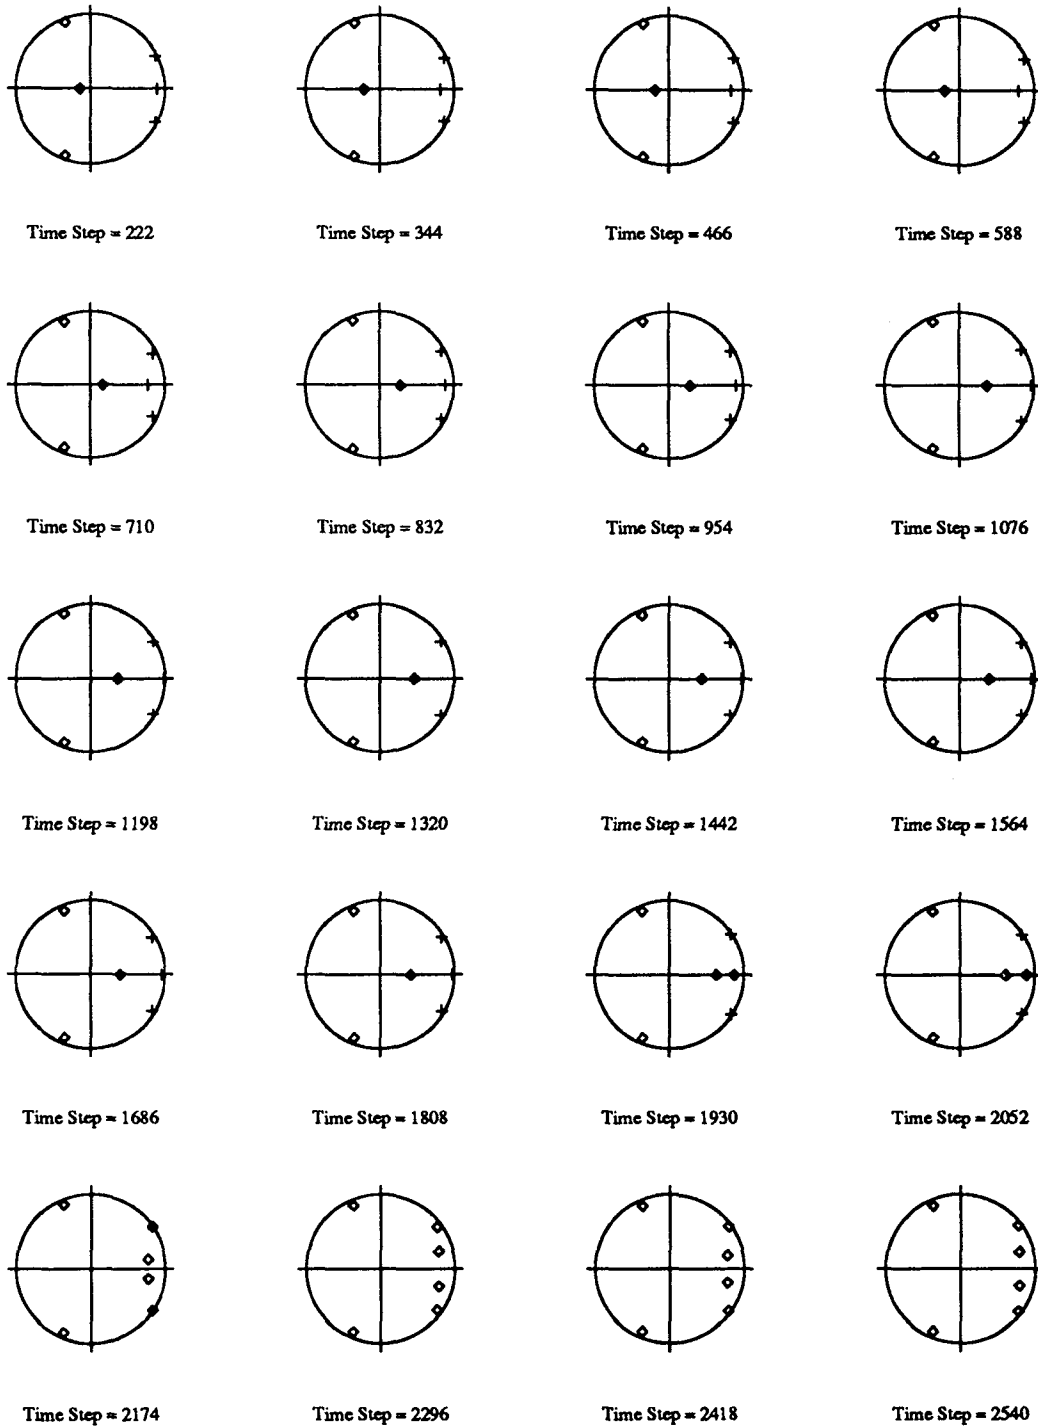 Time Step = 222
Time Step = 344
Time Step = 466
Time Step = 588
Time Step = 710
Time Step = 832
Time Step = 954
Time Step = 1076
Time Step = 1198
Time Step = 1320
Time Step = 1442
Time Step = 1564
Time Step = 1686
Time Step = 1808
Time Step = 1930
Time Step = 2052
Time Step = 2174
Time Step = 2296
Time Step = 2418
Time Step = 2540